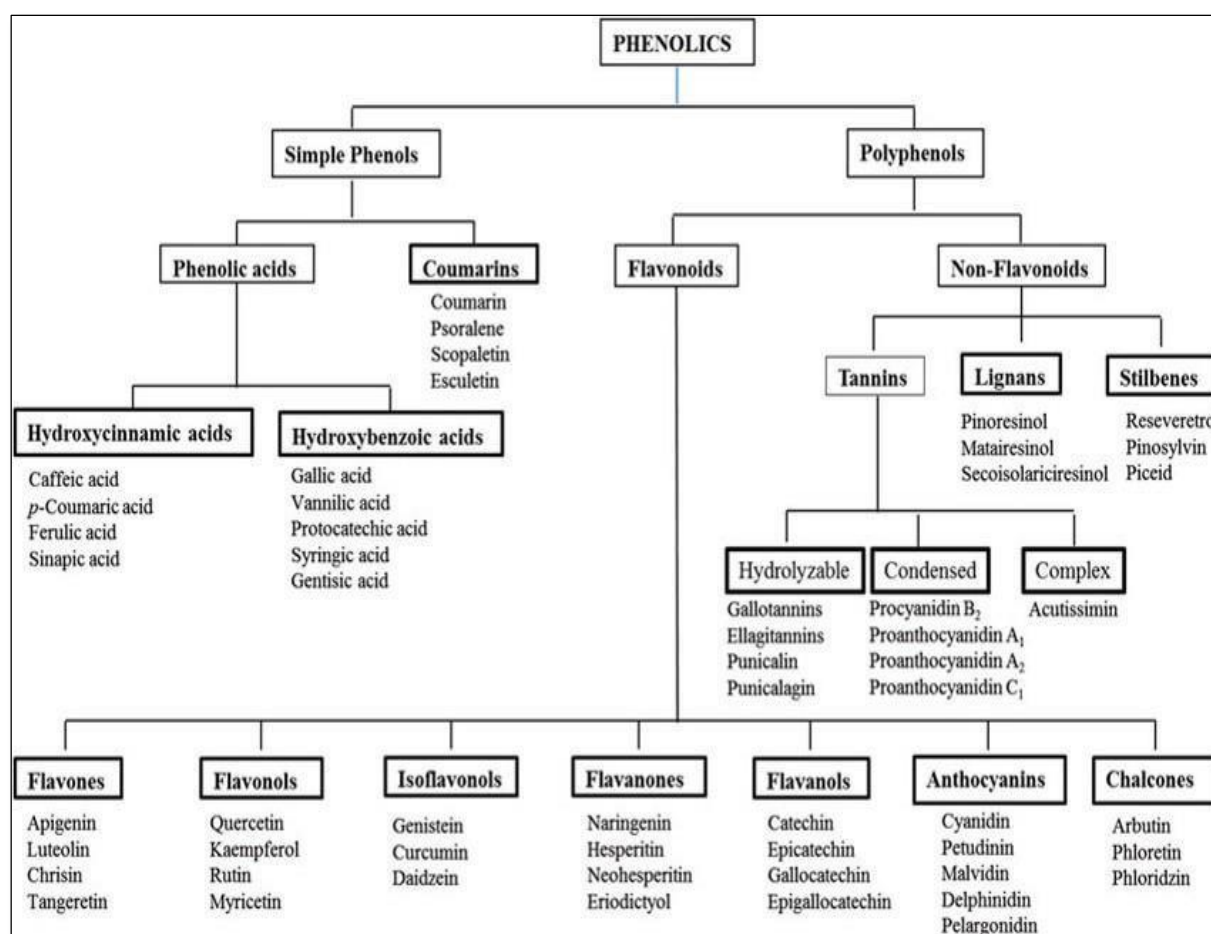 PHENOLICS
Simple Phenols
Polyphenols
Phenolic acids
Coumarins
Coumarin
Psoralene
Scopaletin
Esculetin
Flavonoids
Non-Flavonoids
Hydroxycinnamic acids
Caffeic acid
p-Coumaric acid
Ferulic acid
Sinapic acid
Hydroxybenzoic acids
Gallic acid
Vannilic acid
Protocatechic acid
Syringic acid
Gentisic acid
Tannins
Lignans
Pinoresinol
Matairesinol
Secoisolariciresinol
Stilbenes
Reseveretro
Pinosylvin
Piceid
Hydrolyzable
Gallotannins
Ellagitannins
Punicalin
Punicalagin
Condensed
Procyanidin B₂
Proanthocyanidin A₁
Proanthocyanidin A₂
Proanthocyanidin C₁
Complex
Acutissimin
Flavones
Apigenin
Luteolin
Chrisin
Tangeretin
Flavonols
Quercetin
Kaempferol
Rutin
Myricetin
Isoflavonols
Genistein
Curcumin
Daidzein
Flavanones
Naringenin
Hesperitin
Neohesperitin
Eriodictyol
Flavanols
Catechin
Epicatechin
Gallocatechin
Epigallocatechin
Anthocyanins
Cyanidin
Petudinin
Malvidin
Delphinidin
Pelargonidin
Chalcones
Arbutin
Phloretin
Phloridzin